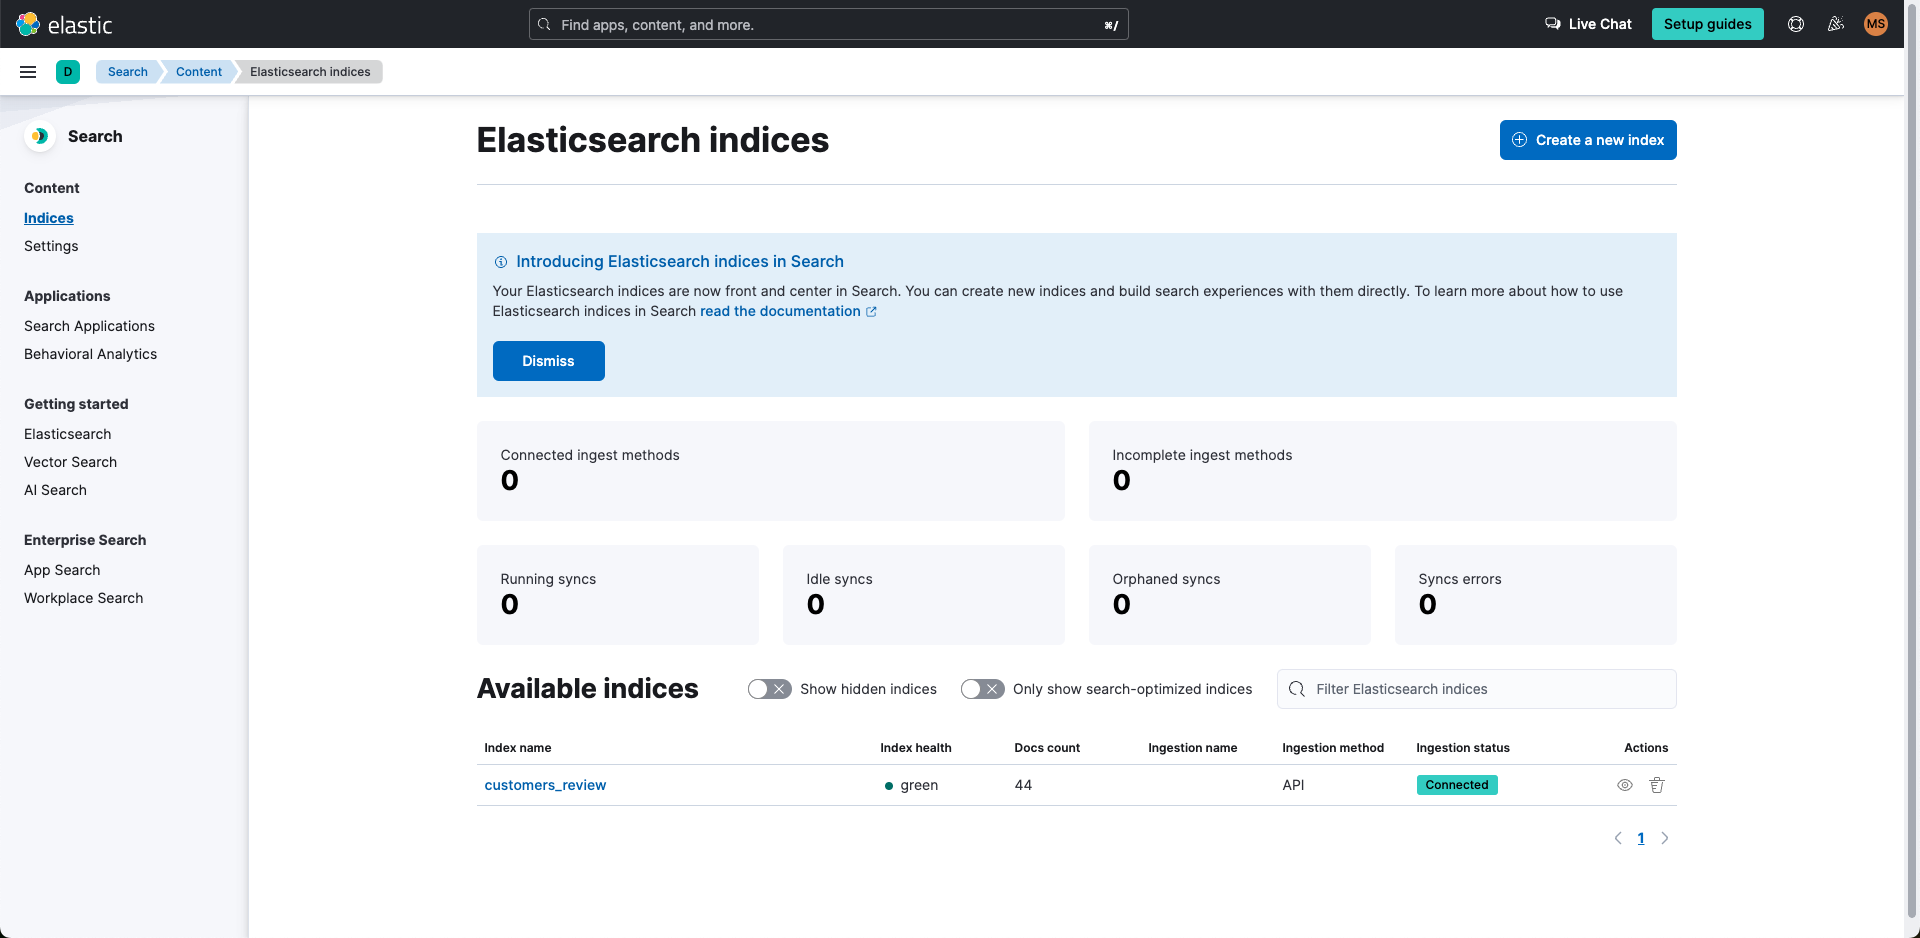 elastic
Find apps, content, and more.
⌘/
Live Chat
Setup guides
MS
D
Search
Content
Elasticsearch indices
Search
Content
Indices
Settings
Applications
Search Applications
Behavioral Analytics
Getting started
Elasticsearch
Vector Search
AI Search
Enterprise Search
App Search
Workplace Search
Elasticsearch indices
Create a new index
Introducing Elasticsearch indices in Search
Your Elasticsearch indices are now front and center in Search. You can create new indices and build search experiences with them directly. To learn more about how to use
Elasticsearch indices in Search read the documentation
Dismiss
Connected ingest methods
0
Incomplete ingest methods
0
Running syncs
0
Idle syncs
0
Orphaned syncs
0
Syncs errors
0
Available indices
Show hidden indices
Only show search-optimized indices
Filter Elasticsearch indices
Index name Index health Docs count Ingestion name Ingestion method Ingestion status Actions
customers_review green 44 API Connected
1